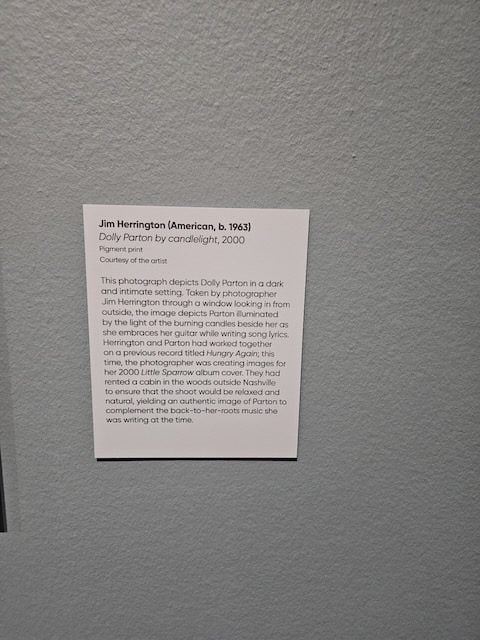 Jim Herrington (American, b. 1963)
Dolly Parton by candlelight, 2000
Pigment print
Courtesy of the artist
This photograph depicts Dolly Parton in a dark
and intimate setting. Taken by photographer
Jim Herrington through a window looking in from
outside, the image depicts Parton illuminated
by the light of the burning candles beside her as
she embraces her guitar while writing song lyrics.
Herrington and Parton had worked together
on a previous record titled Hungry Again; this
time, the photographer was creating images for
her 2000 Little Sparrow album cover. They had
rented a cabin in the woods outside Nashville
to ensure that the shoot would be relaxed and
natural, yielding an authentic image of Parton to
complement the back-to-her-roots music she
was writing at the time.